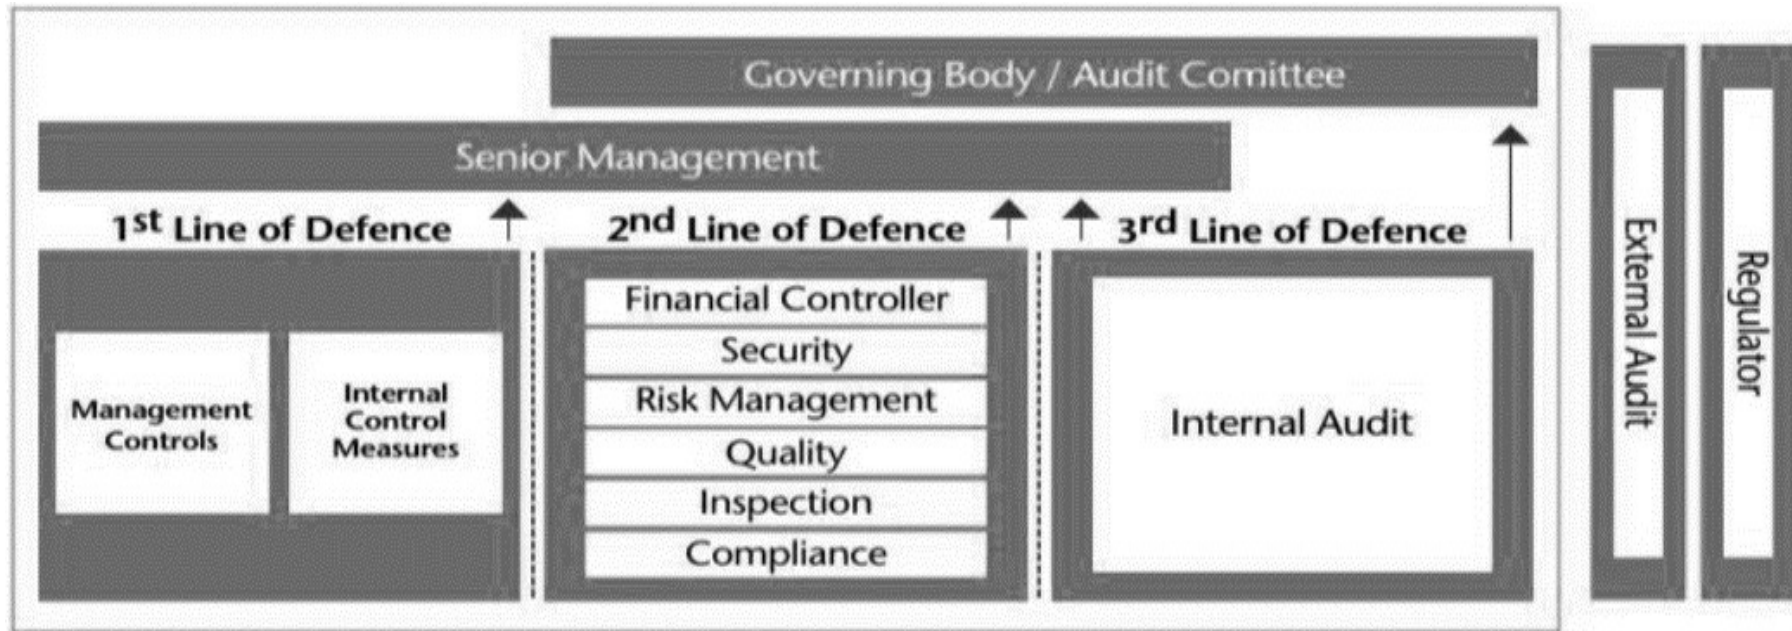 Governing Body / Audit Comittee
Senior Management
1st Line of Defence
2nd Line of Defence
3rd Line of Defence
Management
Controls
Internal
Control
Measures
Financial Controller
Security
Risk Management
Quality
Inspection
Compliance
Internal Audit
External Audit
Regulator